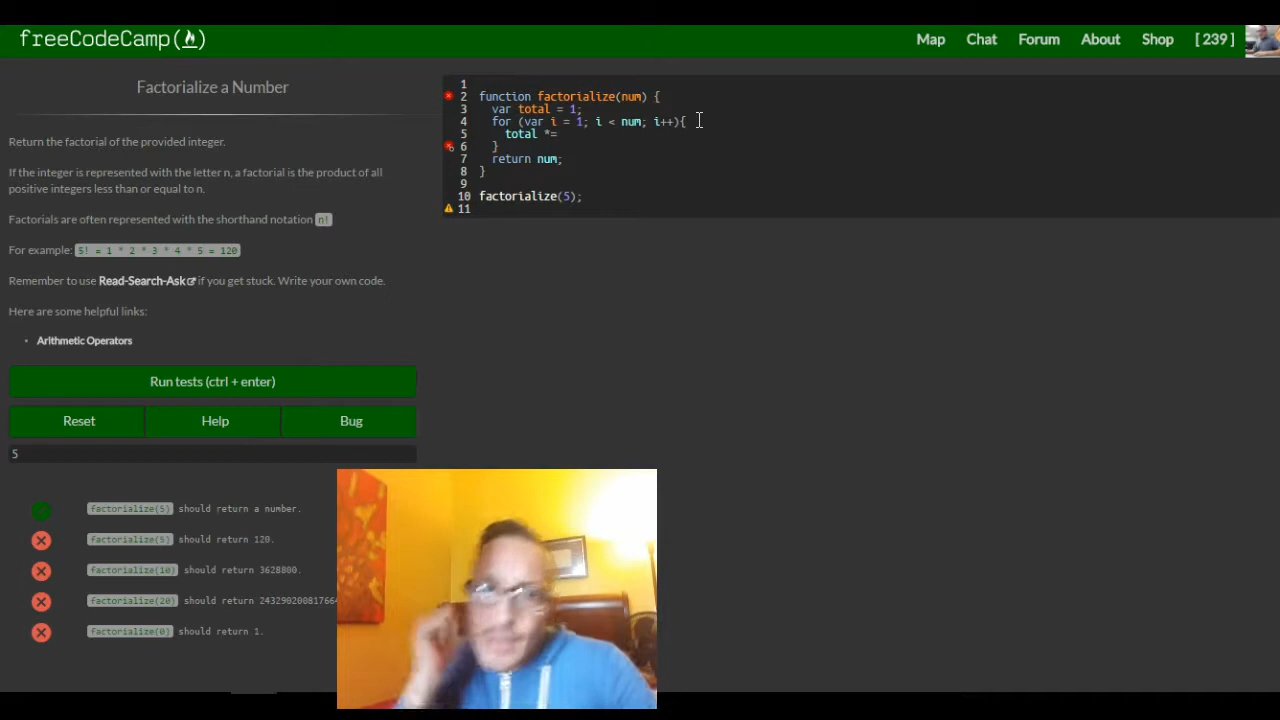 freeCodeCamp
Map Chat Forum About Shop [ 239 ]
Factorialize a Number
Return the factorial of the provided integer.
If the integer is represented with the letter n, a factorial is the product of all
positive integers less than or equal to n.
Factorials are often represented with the shorthand notation n!
For example: 5! = 1 * 2 * 3 * 4 * 5 = 120
Remember to use Read-Search-Ask if you get stuck. Write your own code.
Here are some helpful links:
• Arithmetic Operators
Run tests (ctrl + enter)
Reset Help Bug
5
factorialize(5) should return a number.
factorialize(5) should return 120.
factorialize(10) should return 3628800.
factorialize(20) should return 24329020081766
factorialize(0) should return 1.
1
2 function factorialize(num) {
3 var total = 1;
4 for (var i = 1; i < num; i++){
5 total *=
6 }
7 return num;
8 }
9
10 factorialize(5);
11